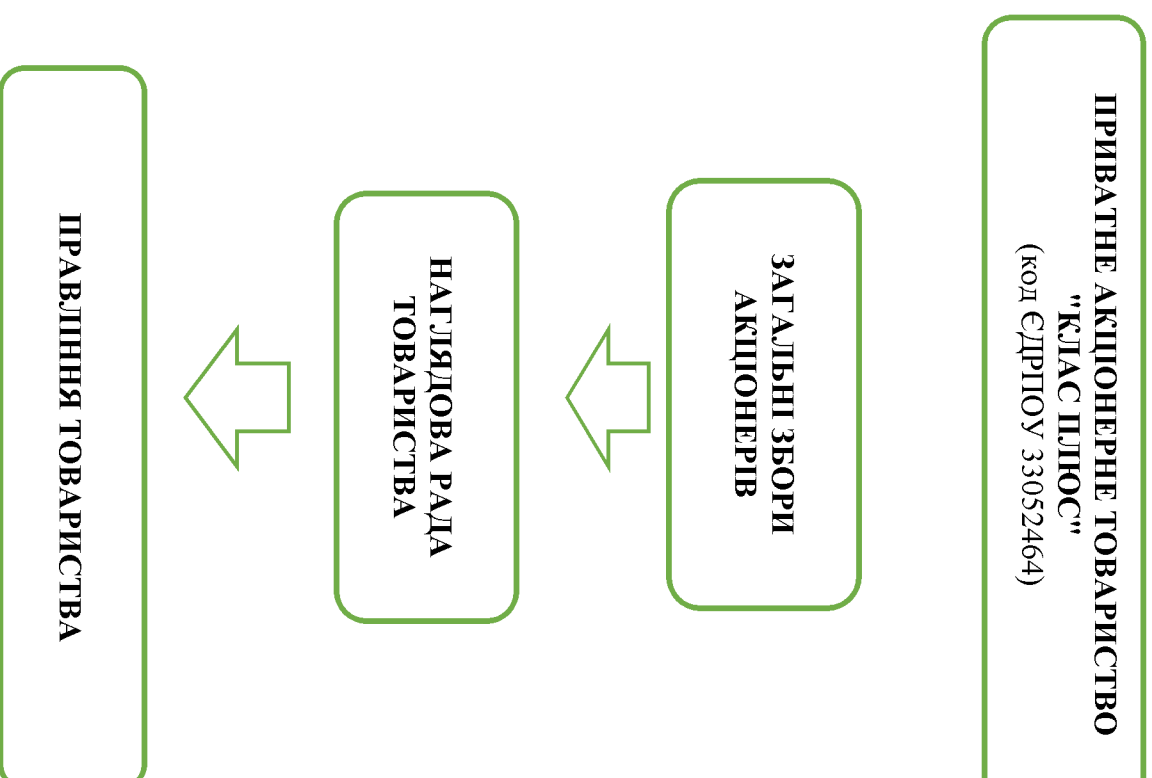 ПРИВАТНЕ АКЦІОНЕРНЕ ТОВАРИСТВО
"КЛАС ПЛЮС"
(код ЄДРПОУ 33052464)
ЗАГАЛЬНІ ЗБОРИ
АКЦІОНЕРІВ
НАГЛЯДОВА РАДА
ТОВАРИСТВА
ПРАВЛІННЯ ТОВАРИСТВА